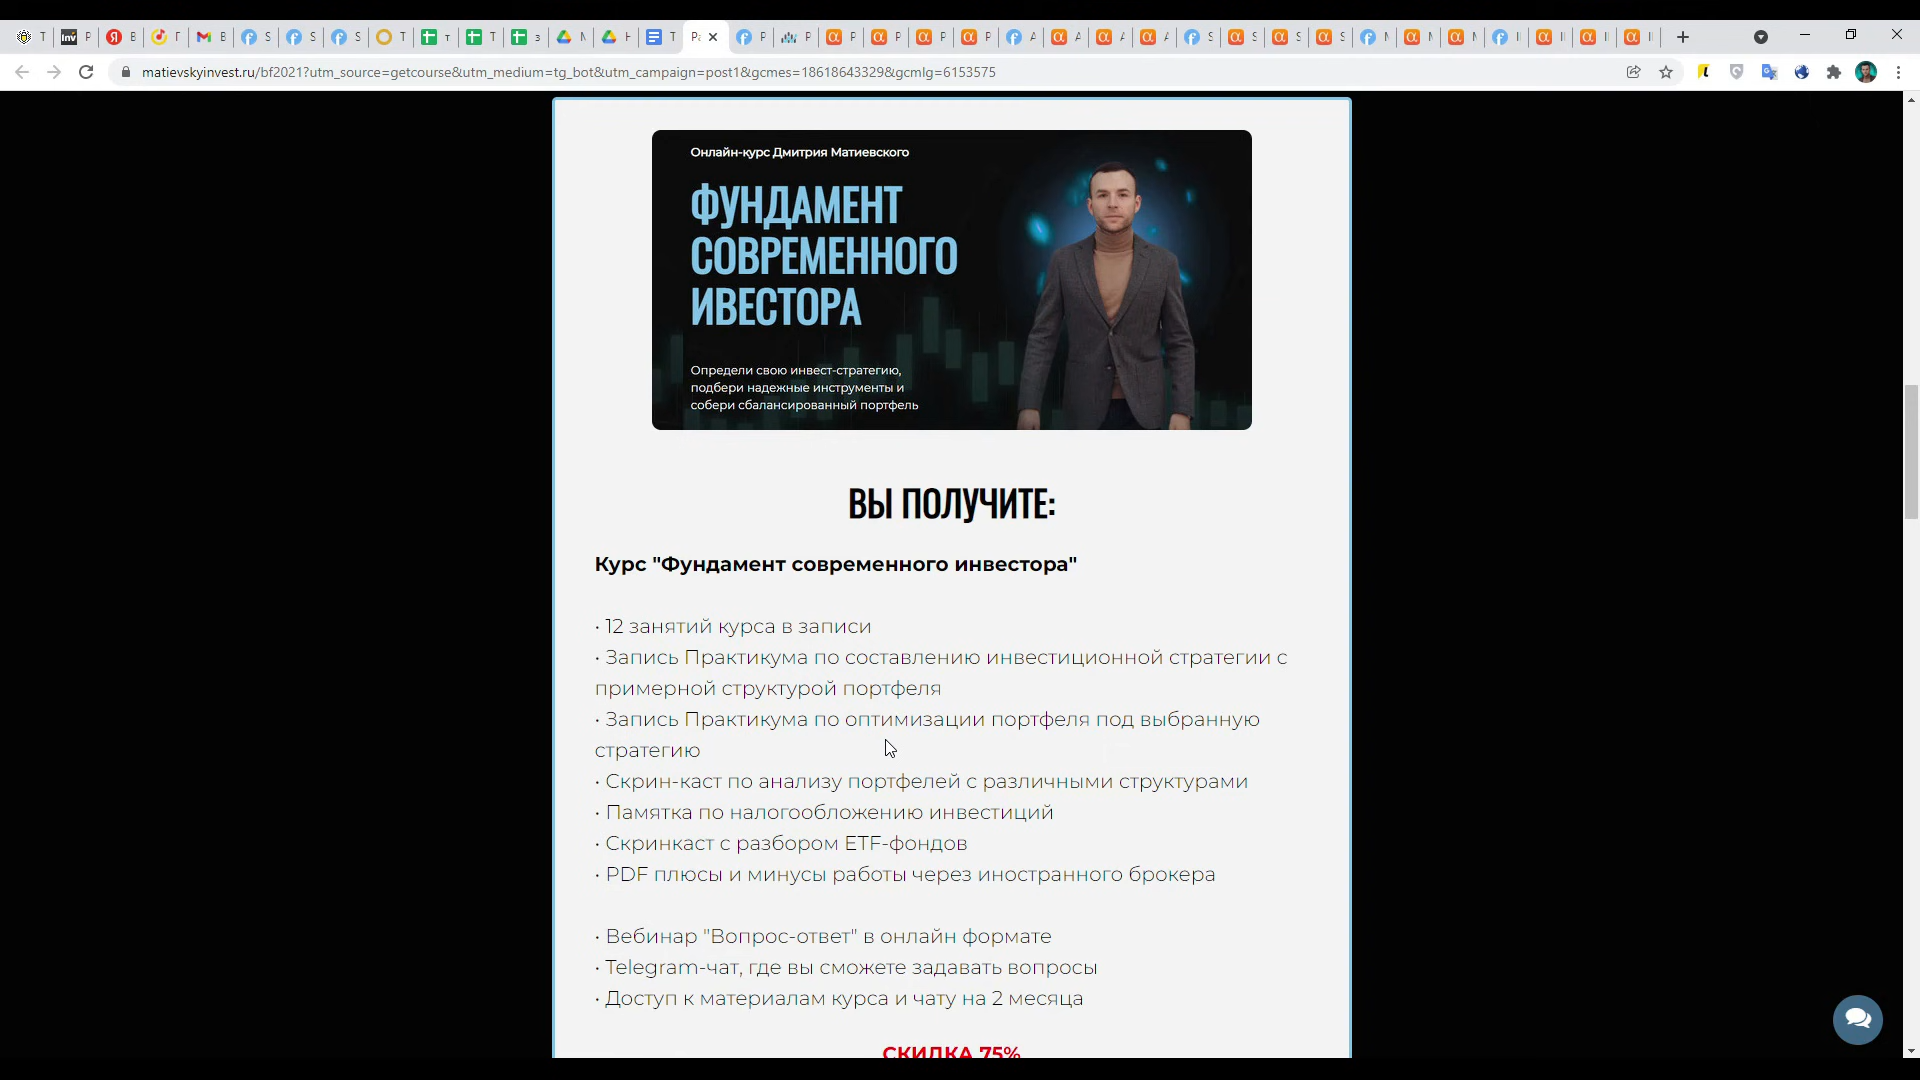 matievskyinvest.ru/bf2021?utm_source=getcourse&utm_medium=tg_bot&utm_campaign=post1&gcmes=18618643329&gcmlg=6153575
Онлайн-курс Дмитрия Матиевского
ФУНДАМЕНТ
СОВРЕМЕННОГО
ИВЕСТОРА
Определи свою инвест-стратегию,
подбери надежные инструменты и
собери сбалансированный портфель
ВЫ ПОЛУЧИТЕ:
Курс "Фундамент современного инвестора"
· 12 занятий курса в записи
· Запись Практикума по составлению инвестиционной стратегии с
примерной структурой портфеля
· Запись Практикума по оптимизации портфеля под выбранную
стратегию
· Скрин-каст по анализу портфелей с различными структурами
· Памятка по налогообложению инвестиций
· Скринкаст с разбором ETF-фондов
· PDF плюсы и минусы работы через иностранного брокера
· Вебинар "Вопрос-ответ" в онлайн формате
· Telegram-чат, где вы сможете задавать вопросы
· Доступ к материалам курса и чату на 2 месяца
СКИДКА 75%